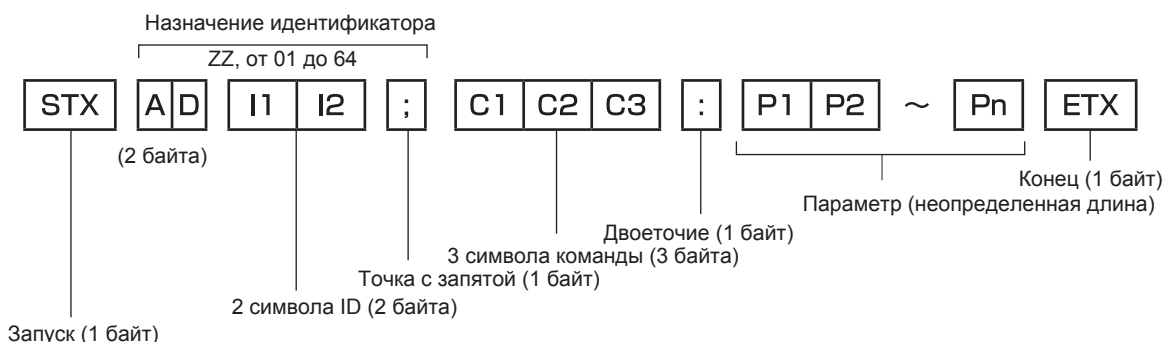 Назначение идентификатора
ZZ, от 01 до 64
STX A D I1 I2 ; C1 C2 C3 : P1 P2 ~ Pn ETX
(2 байта)
Конец (1 байт)
Параметр (неопределенная длина)
Двоеточие (1 байт)
3 символа команды (3 байта)
Точка с запятой (1 байт)
2 символа ID (2 байта)
Запуск (1 байт)